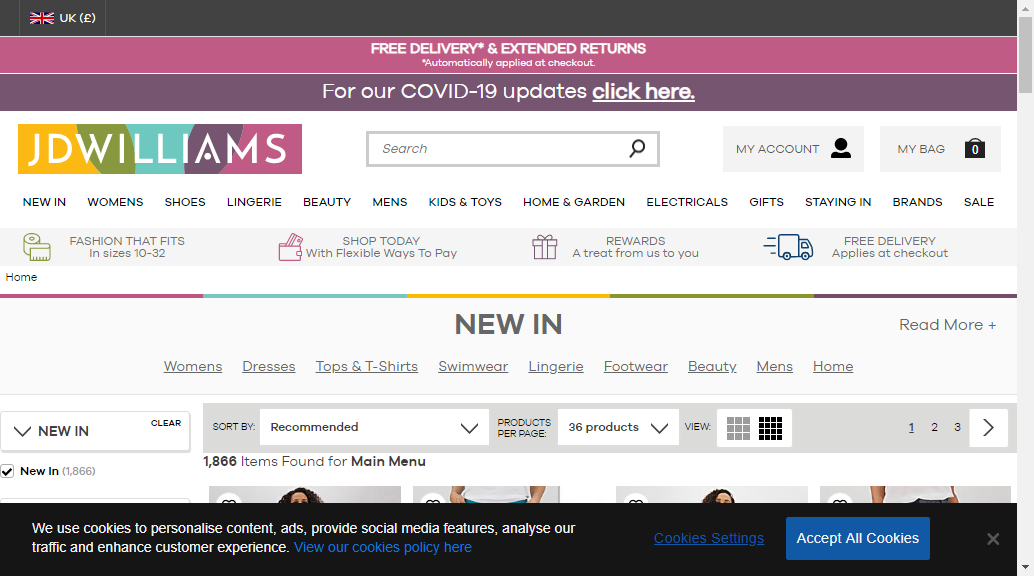 UK (£)
FREE DELIVERY* & EXTENDED RETURNS
*Automatically applied at checkout.
For our COVID-19 updates click here.
JDWILLIAMS
Search
MY ACCOUNT
MY BAG
0
NEW IN WOMENS SHOES LINGERIE BEAUTY MENS KIDS & TOYS HOME & GARDEN ELECTRICALS GIFTS STAYING IN BRANDS SALE
FASHION THAT FITS
In sizes 10-32
SHOP TODAY
With Flexible Ways To Pay
REWARDS
A treat from us to you
FREE DELIVERY
Applies at checkout
Home
NEW IN
Read More +
Womens Dresses Tops & T-Shirts Swimwear Lingerie Footwear Beauty Mens Home
NEW IN
CLEAR
New In (1,866)
SORT BY:
Recommended
PRODUCTS
PER PAGE:
36 products
VIEW:
1 2 3
1,866 Items Found for Main Menu
We use cookies to personalise content, ads, provide social media features, analyse our
traffic and enhance customer experience. View our cookies policy here
Cookies Settings
Accept All Cookies